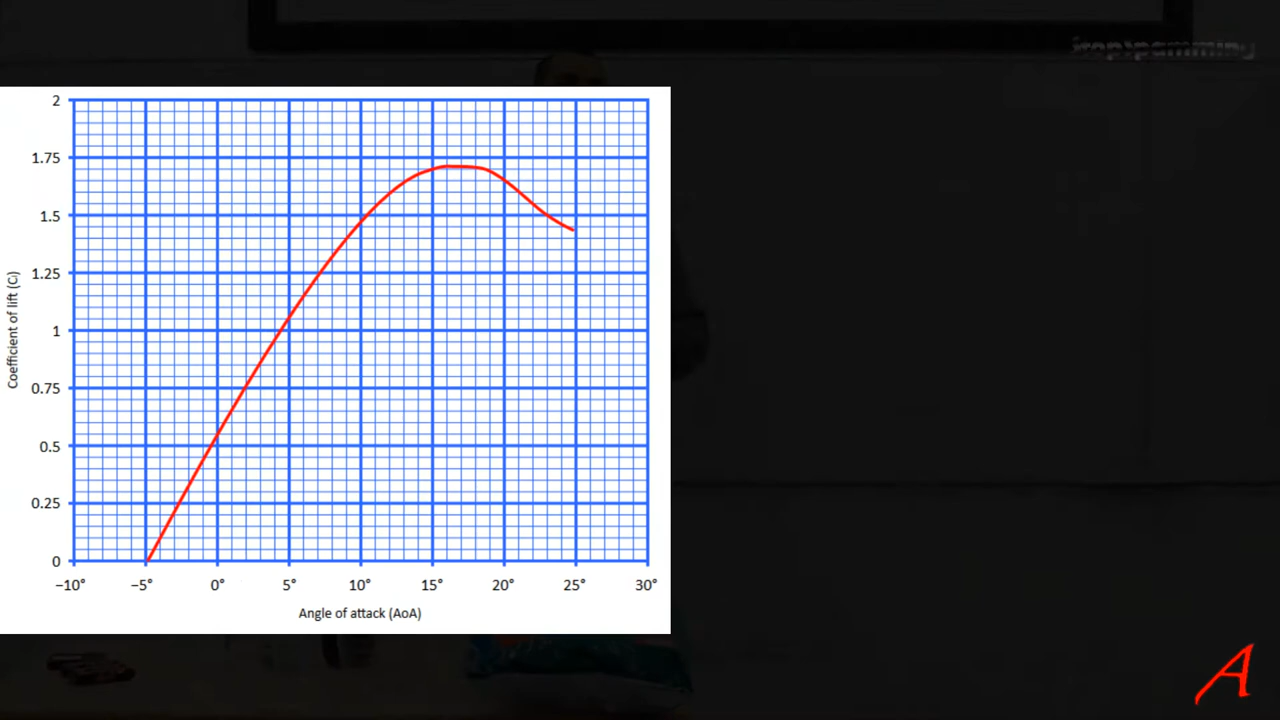 2
1.75
1.5
1.25
1
0.75
0.5
0.25
0
−10° −5° 0° 5° 10° 15° 20° 25° 30°
Angle of attack (AoA)
Coefficient of lift (Cₗ)
A